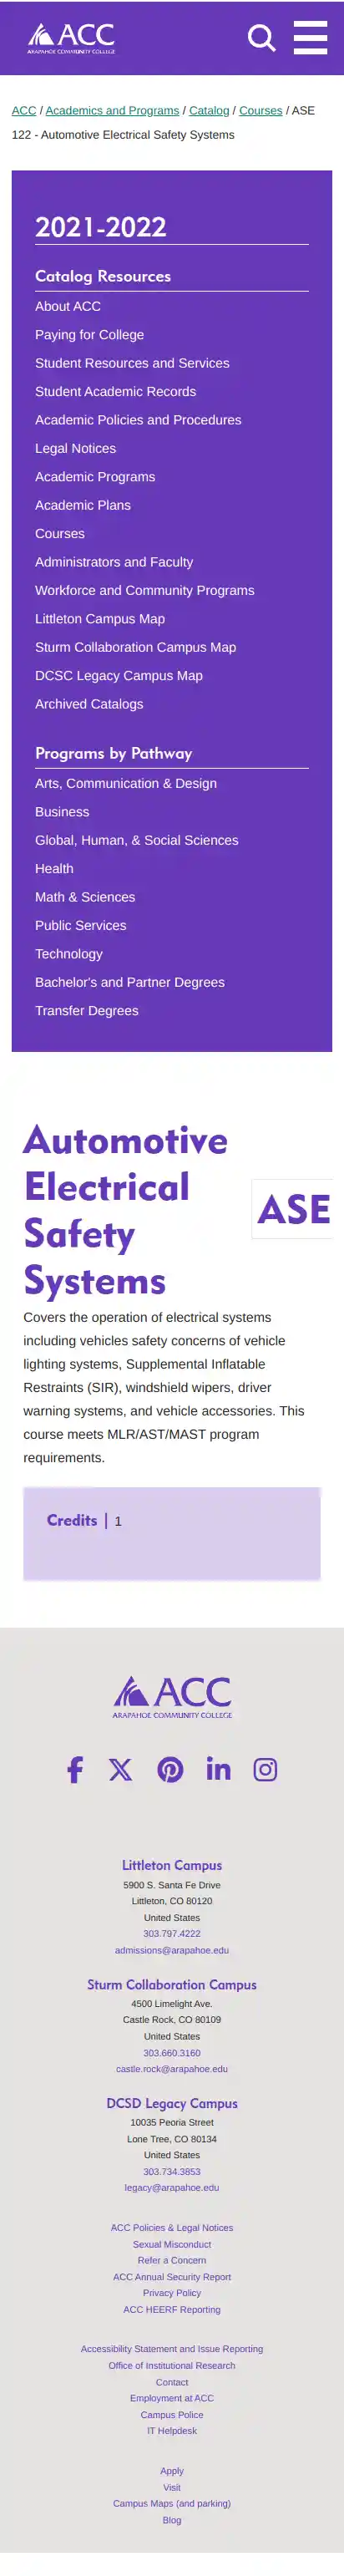 ACC
ARAPAHOE COMMUNITY COLLEGE
ACC / Academics and Programs / Catalog / Courses / ASE
122 - Automotive Electrical Safety Systems
2021-2022
Catalog Resources
About ACC
Paying for College
Student Resources and Services
Student Academic Records
Academic Policies and Procedures
Legal Notices
Academic Programs
Academic Plans
Courses
Administrators and Faculty
Workforce and Community Programs
Littleton Campus Map
Sturm Collaboration Campus Map
DCSC Legacy Campus Map
Archived Catalogs
Programs by Pathway
Arts, Communication & Design
Business
Global, Human, & Social Sciences
Health
Math & Sciences
Public Services
Technology
Bachelor's and Partner Degrees
Transfer Degrees
Automotive
Electrical
Safety
Systems
ASE
Covers the operation of electrical systems
including vehicles safety concerns of vehicle
lighting systems, Supplemental Inflatable
Restraints (SIR), windshield wipers, driver
warning systems, and vehicle accessories. This
course meets MLR/AST/MAST program
requirements.
Credits | 1
ACC
ARAPAHOE COMMUNITY COLLEGE
Littleton Campus
5900 S. Santa Fe Drive
Littleton, CO 80120
United States
303.797.4222
admissions@arapahoe.edu
Sturm Collaboration Campus
4500 Limelight Ave.
Castle Rock, CO 80109
United States
303.660.3160
castle.rock@arapahoe.edu
DCSD Legacy Campus
10035 Peoria Street
Lone Tree, CO 80134
United States
303.734.3853
legacy@arapahoe.edu
ACC Policies & Legal Notices
Sexual Misconduct
Refer a Concern
ACC Annual Security Report
Privacy Policy
ACC HEERF Reporting
Accessibility Statement and Issue Reporting
Office of Institutional Research
Contact
Employment at ACC
Campus Police
IT Helpdesk
Apply
Visit
Campus Maps (and parking)
Blog